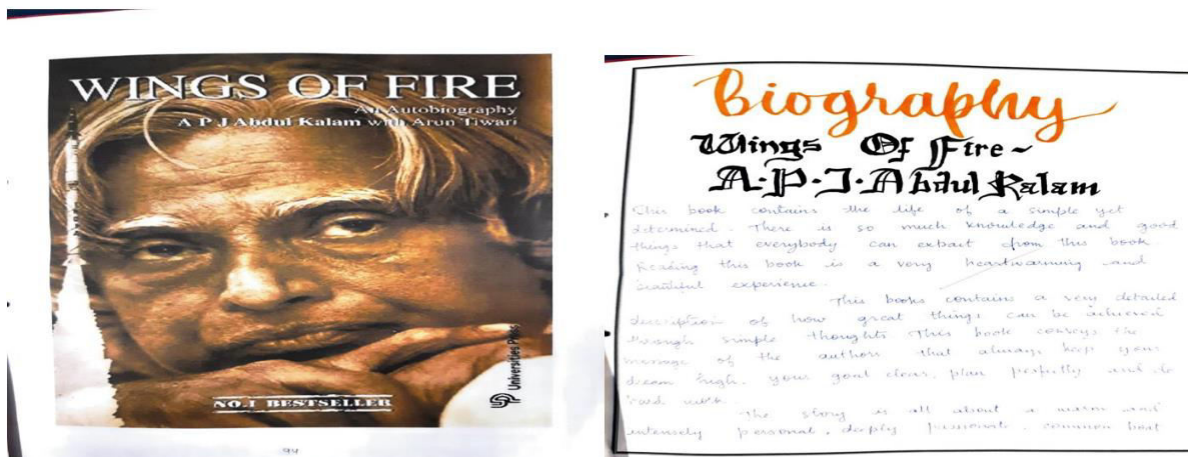 WINGS OF FIRE
An Autobiography
A P J Abdul Kalam with Arun Tiwari
Universities Press
NO.1 BESTSELLER
94
Biography
Wings Of Fire~
A.P.J.Abdul Kalam
This book contains the life of a simple yet
determined. There is so much knowledge and good
things that everybody can extract from this book
Reading this book is a very heartwarming and
beautiful experience.
This books contains a very detailed
description of how great things can be achieved
through simple thoughts This book conveys the
message of the author that always keep your
dream high, your goal clear, plan perfectly and do
hard work.
The story is all about a warm and
intensely personal, deeply passionate, common